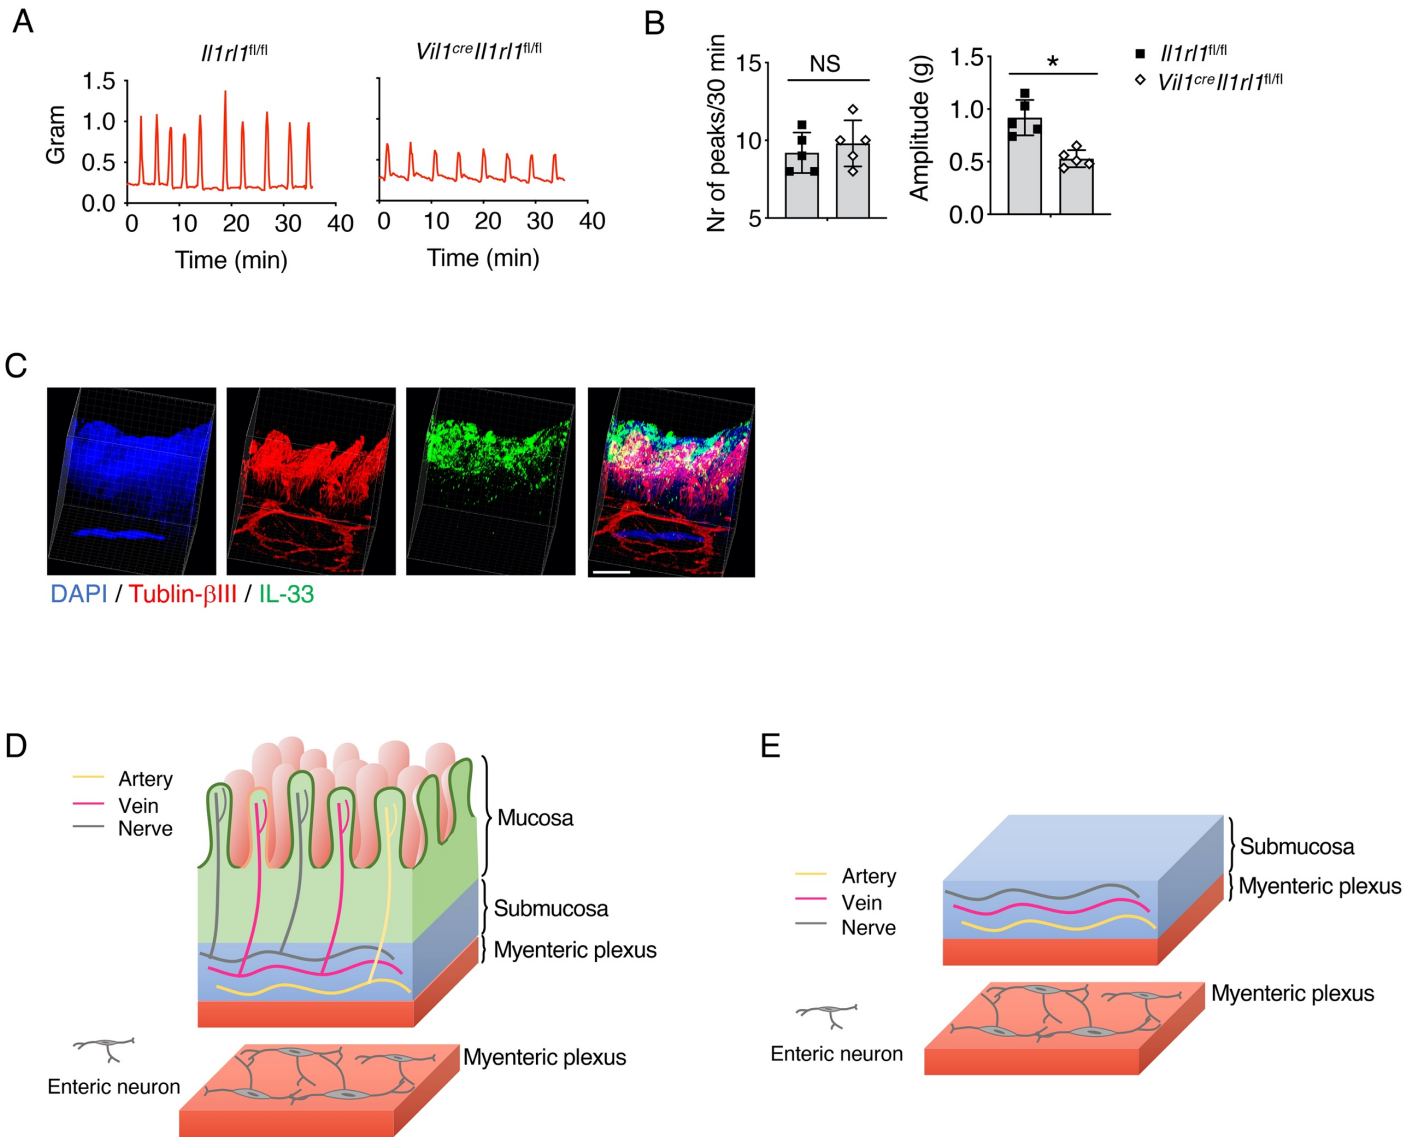 A
Il1rl1fl/fl
Vil1creIl1rl1fl/fl
Gram
1.5
1.0
0.5
0.0
0 10 20 30 40
Time (min)
0 10 20 30 40
Time (min)
B
Nr of peaks/30 min
15
10
5
NS
Amplitude (g)
1.5
1.0
0.5
0.0
*
Il1rl1fl/fl
Vil1creIl1rl1fl/fl
C
DAPI / Tublin-βIII / IL-33
D
Artery
Vein
Nerve
Mucosa
Submucosa
Myenteric plexus
Enteric neuron
Myenteric plexus
E
Artery
Vein
Nerve
Submucosa
Myenteric plexus
Enteric neuron
Myenteric plexus